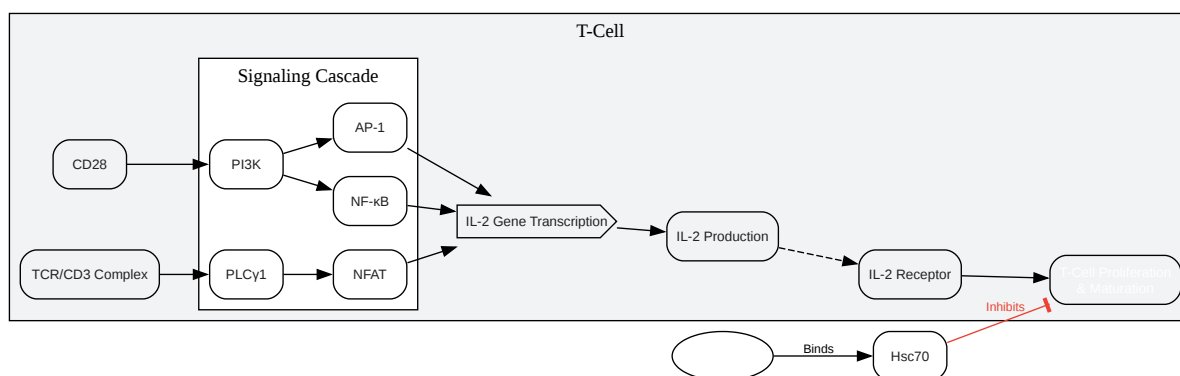 T-Cell
Signaling Cascade
AP-1
CD28
PI3K
NF-κB
IL-2 Gene Transcription
IL-2 Production
TCR/CD3 Complex
PLCγ1
NFAT
IL-2 Receptor
T-Cell Proliferation
& Maturation
Inhibits
Binds
Hsc70